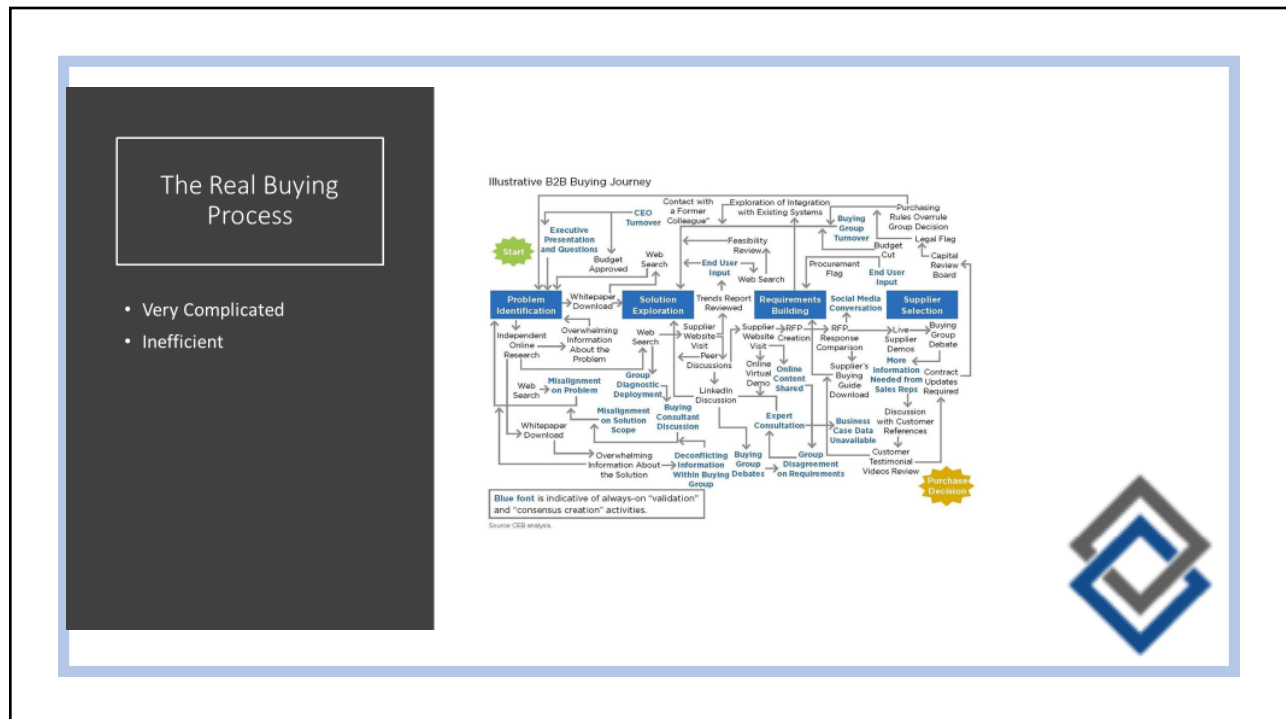 The Real Buying
Process
• Very Complicated
• Inefficient
Illustrative B2B Buying Journey
Start
Executive
Presentation
and Questions
CEO
Turnover
Budget
Approved
Web
Search
Contact with
a Former
Colleague"
Exploration of Integration
with Existing Systems
Feasibility
Review
End User
Input
Web Search
Buying
Group
Turnover
Purchasing
Rules Overrule
Group Decision
Legal Flag
Budget
Cut
Capital
Review
Board
Procurement
Flag
End User
Input
Problem
Identification
Whitepaper
Download
Solution
Exploration
Trends Report
Reviewed
Requirements
Building
Social Media
Conversation
Supplier
Selection
Independent
Online
Research
Overwhelming
Information
About the
Problem
Web
Search
Supplier
Website
Visit
Peer
Discussions
Supplier
Website
Visit
RFP
Creation
RFP
Response
Comparison
Live
Supplier
Demos
Buying
Group
Debate
Web
Search
Misalignment
on Problem
Group
Diagnostic
Deployment
LinkedIn
Discussion
Online
Virtual
Demo
Online
Content
Shared
Supplier's
Buying
Guide
Download
More
Information
Needed from
Sales Reps
Contract
Updates
Required
Whitepaper
Download
Misalignment
on Solution
Scope
Buying
Consultant
Discussion
Expert
Consultation
Business
Case Data
Unavailable
Discussion
with Customer
References
Overwhelming
Information About
the Solution
Deconflicting
Information
Within Buying
Group
Buying
Group
Debates
Group
Disagreement
on Requirements
Customer
Testimonial
Videos Review
Purchase
Decision
Blue font is indicative of always-on "validation"
and "consensus creation" activities.
Source: CEB analysis.